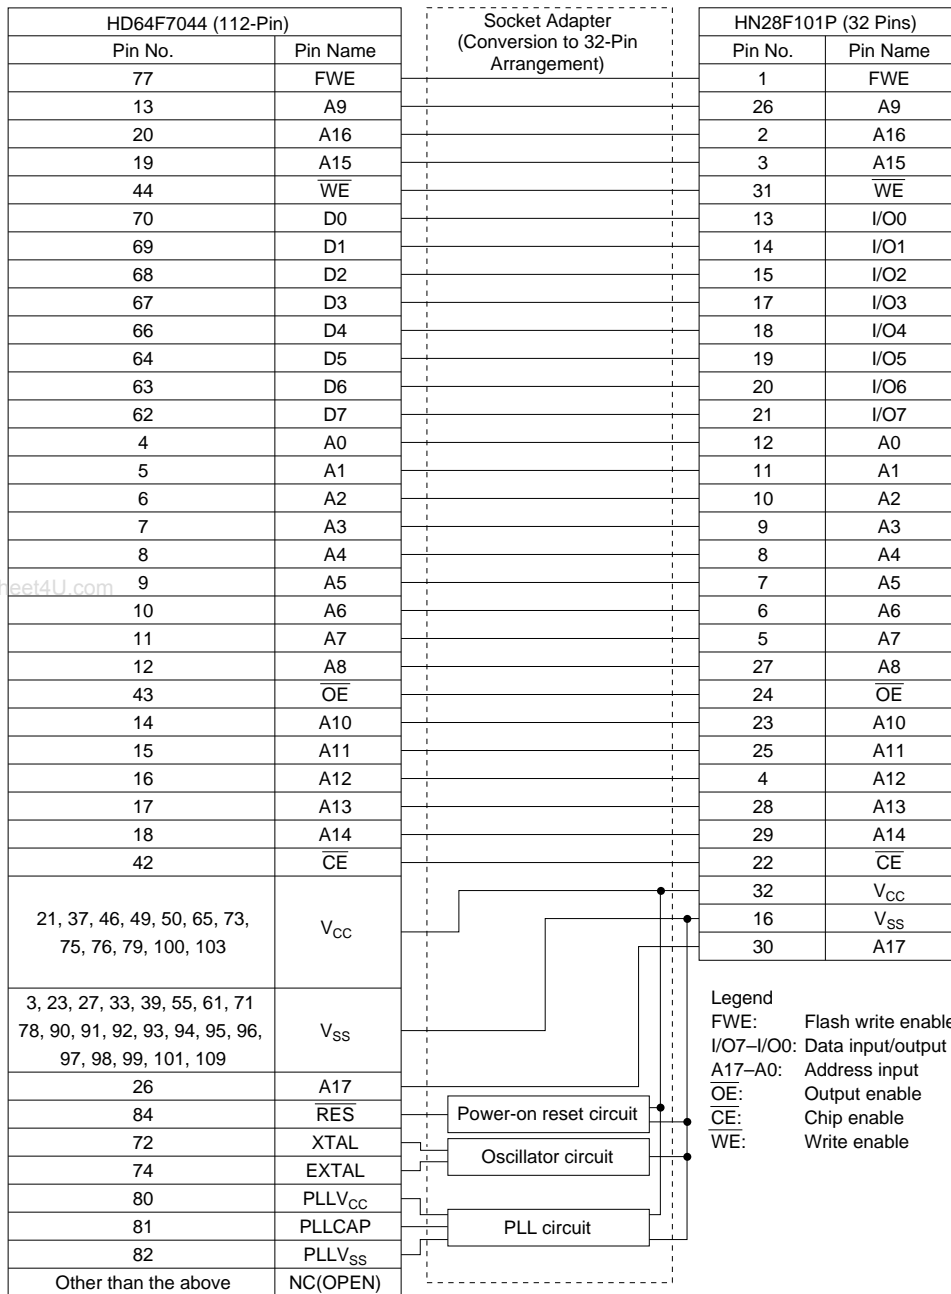 HD64F7044 (112-Pin)
Pin No. Pin Name
77 FWE
13 A9
20 A16
19 A15
44 WE
70 D0
69 D1
68 D2
67 D3
66 D4
64 D5
63 D6
62 D7
4 A0
5 A1
6 A2
7 A3
8 A4
9 A5
10 A6
11 A7
12 A8
43 OE
14 A10
15 A11
16 A12
17 A13
18 A14
42 CE
21, 37, 46, 49, 50, 65, 73,
75, 76, 79, 100, 103
VCC
3, 23, 27, 33, 39, 55, 61, 71
78, 90, 91, 92, 93, 94, 95, 96,
97, 98, 99, 101, 109
VSS
26 A17
84 RES
72 XTAL
74 EXTAL
80 PLLVCC
81 PLLCAP
82 PLLVSS
Other than the above NC(OPEN)
Socket Adapter
(Conversion to 32-Pin
Arrangement)
Power-on reset circuit
Oscillator circuit
PLL circuit
HN28F101P (32 Pins)
Pin No. Pin Name
1 FWE
26 A9
2 A16
3 A15
31 WE
13 I/O0
14 I/O1
15 I/O2
17 I/O3
18 I/O4
19 I/O5
20 I/O6
21 I/O7
12 A0
11 A1
10 A2
9 A3
8 A4
7 A5
6 A6
5 A7
27 A8
24 OE
23 A10
25 A11
4 A12
28 A13
29 A14
22 CE
32 VCC
16 VSS
30 A17
Legend
FWE: Flash write enable
I/O7–I/O0: Data input/output
A17–A0: Address input
OE: Output enable
CE: Chip enable
WE: Write enable
heet4U.com